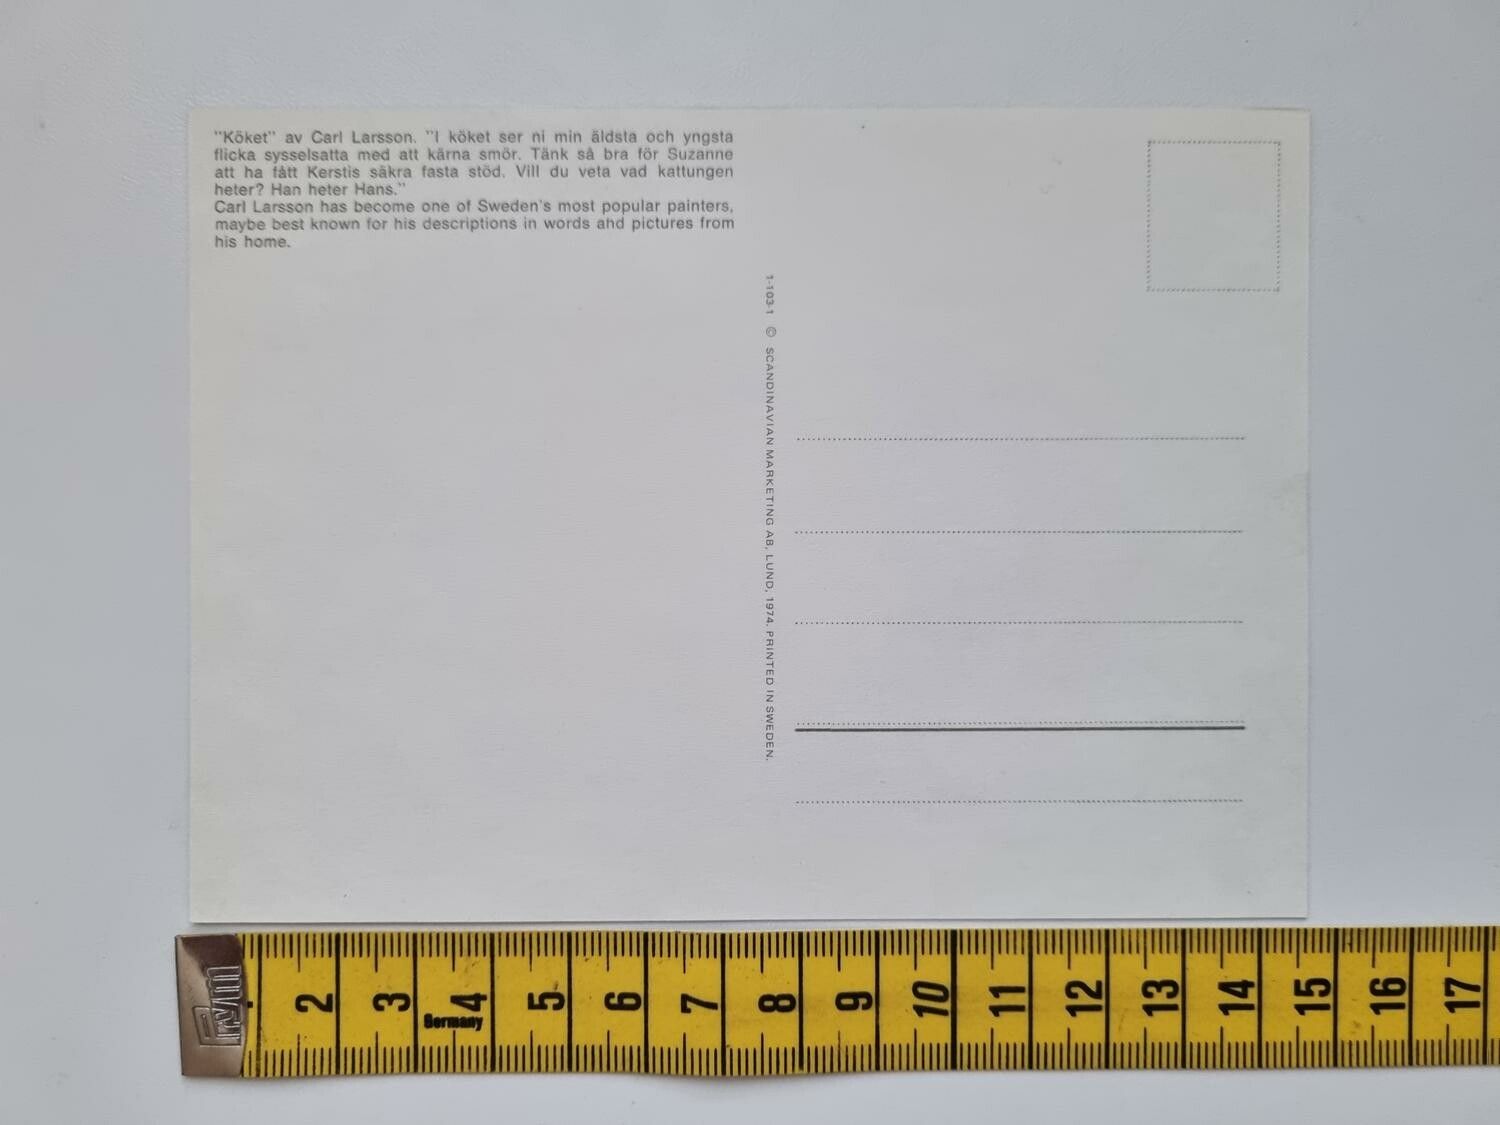 "Köket" av Carl Larsson. "I köket ser ni min äldsta och yngsta
flicka sysselsatta med att kärna smör. Tänk så bra för Suzanne
att ha fått Kerstis säkra fasta stöd. Vill du veta vad kattungen
heter? Han heter Hans."
Carl Larsson has become one of Sweden's most popular painters,
maybe best known for his descriptions in words ahd pictures from
his home.
1-103-1 © SCANDINAVIAN MARKETING AB, LUND, 1974. PRINTED IN SWEDEN.
Prym 2 3 4 5 6 7 8 9 10 11 12 13 14 15 16 17
Germany